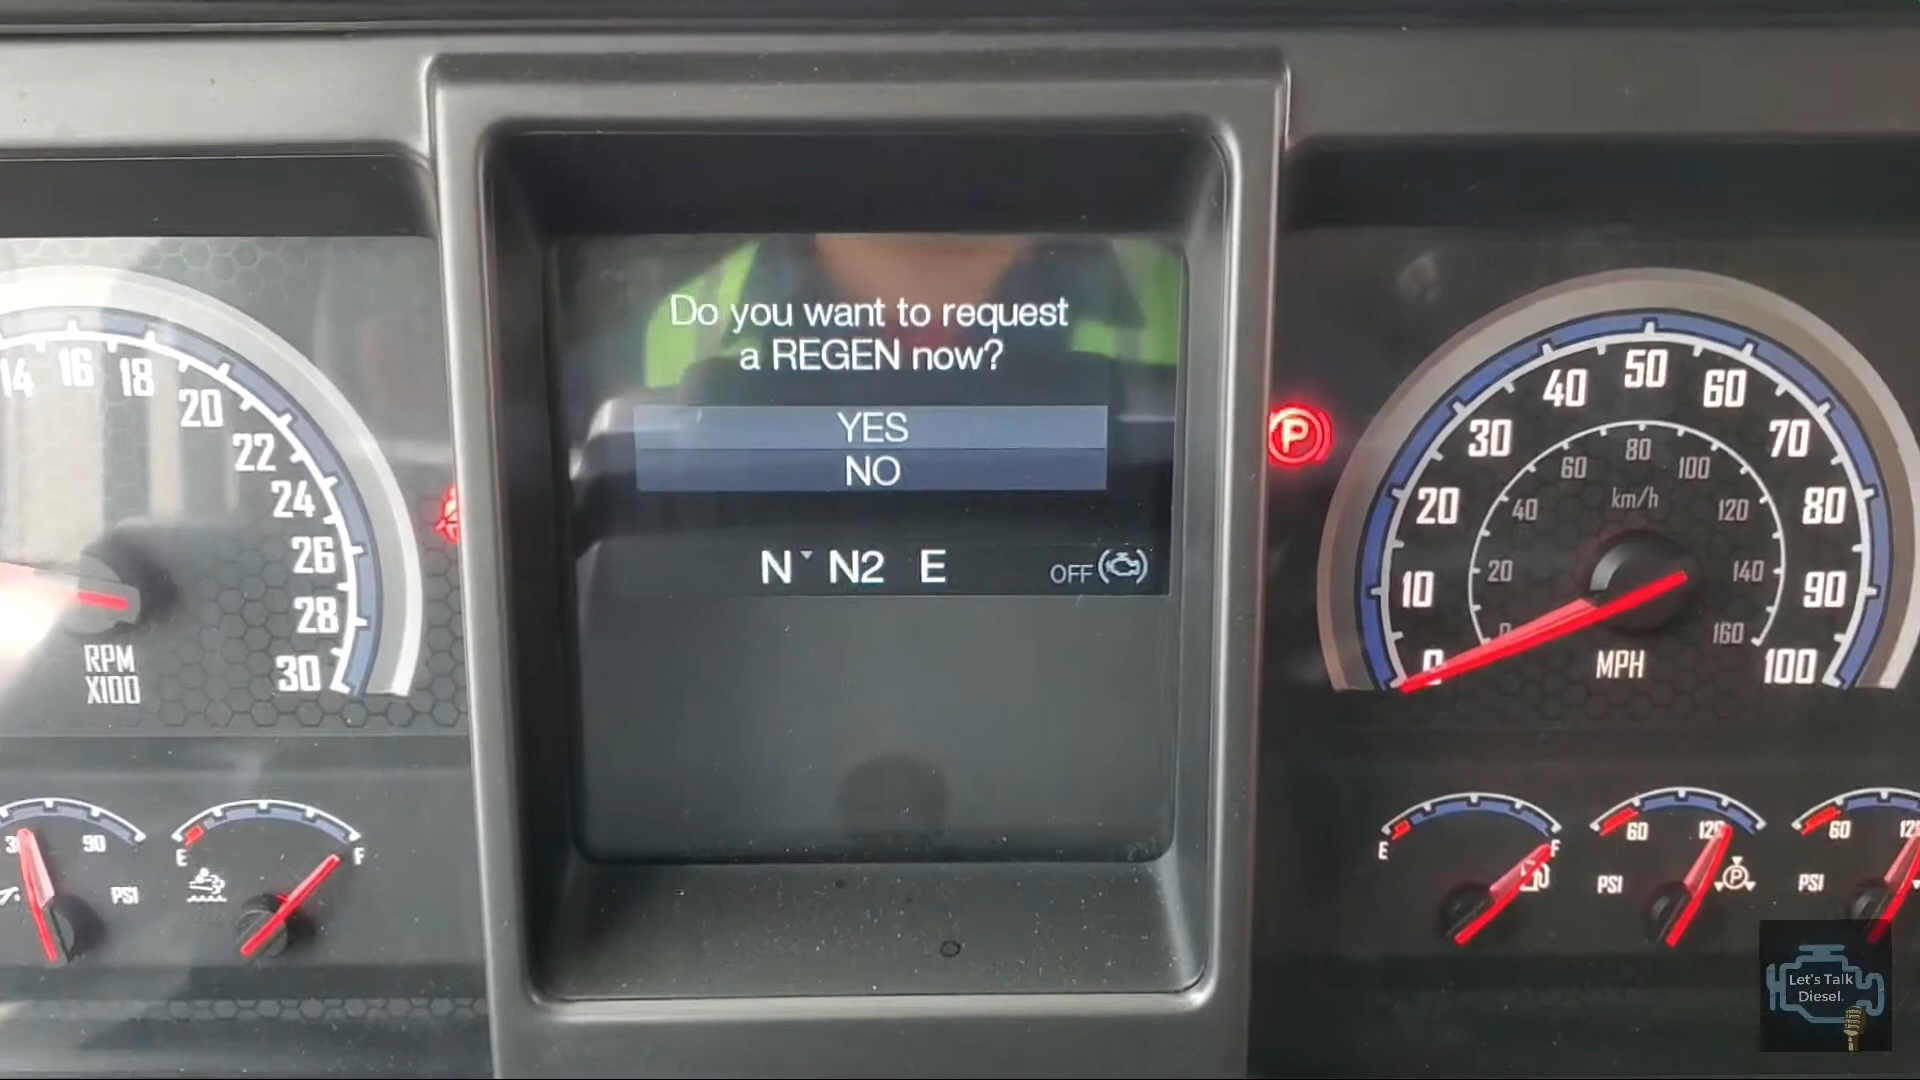 Do you want to request
a REGEN now?
YES
NO
N N2 E
OFF
14
16
18
20
22
24
26
28
30
RPM
X100
90
PSI
E
F
P
0
10
20
30
40
50
60
70
80
90
100
MPH
20
40
60
80
100
120
140
160
km/h
E
F
60
120
PSI
P
60
PSI
Let's Talk
Diesel.